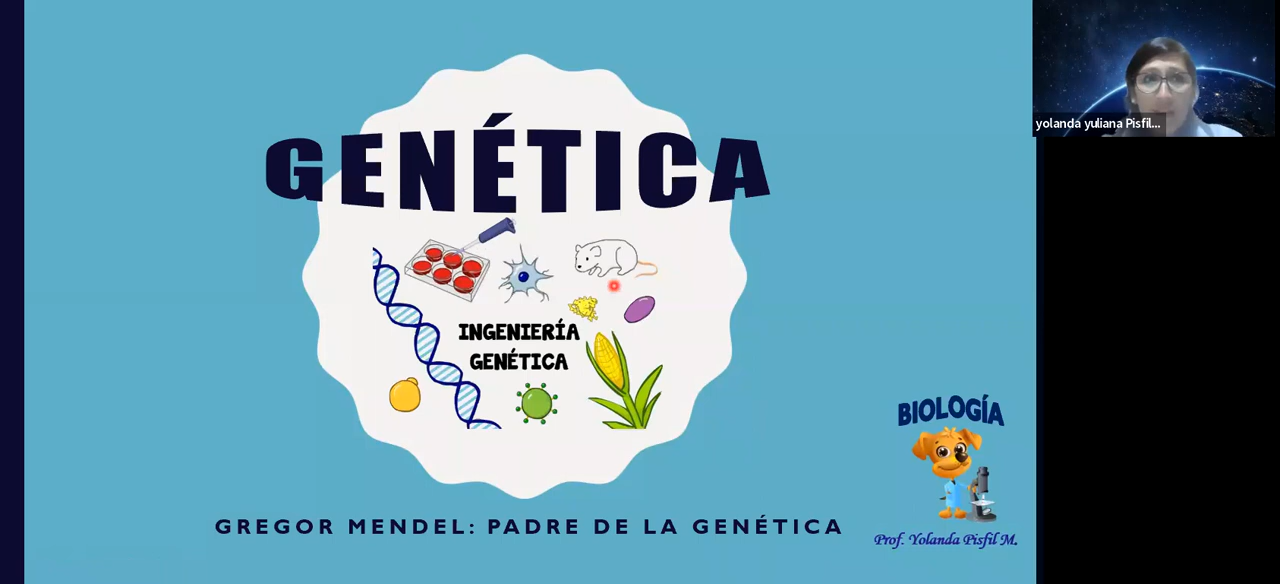 GENÉTICA
INGENIERÍA
GENÉTICA
GREGOR MENDEL: PADRE DE LA GENÉTICA
BIOLOGÍA
Prof. Yolanda Pisfil M.
yolanda yuliana Pisfil...